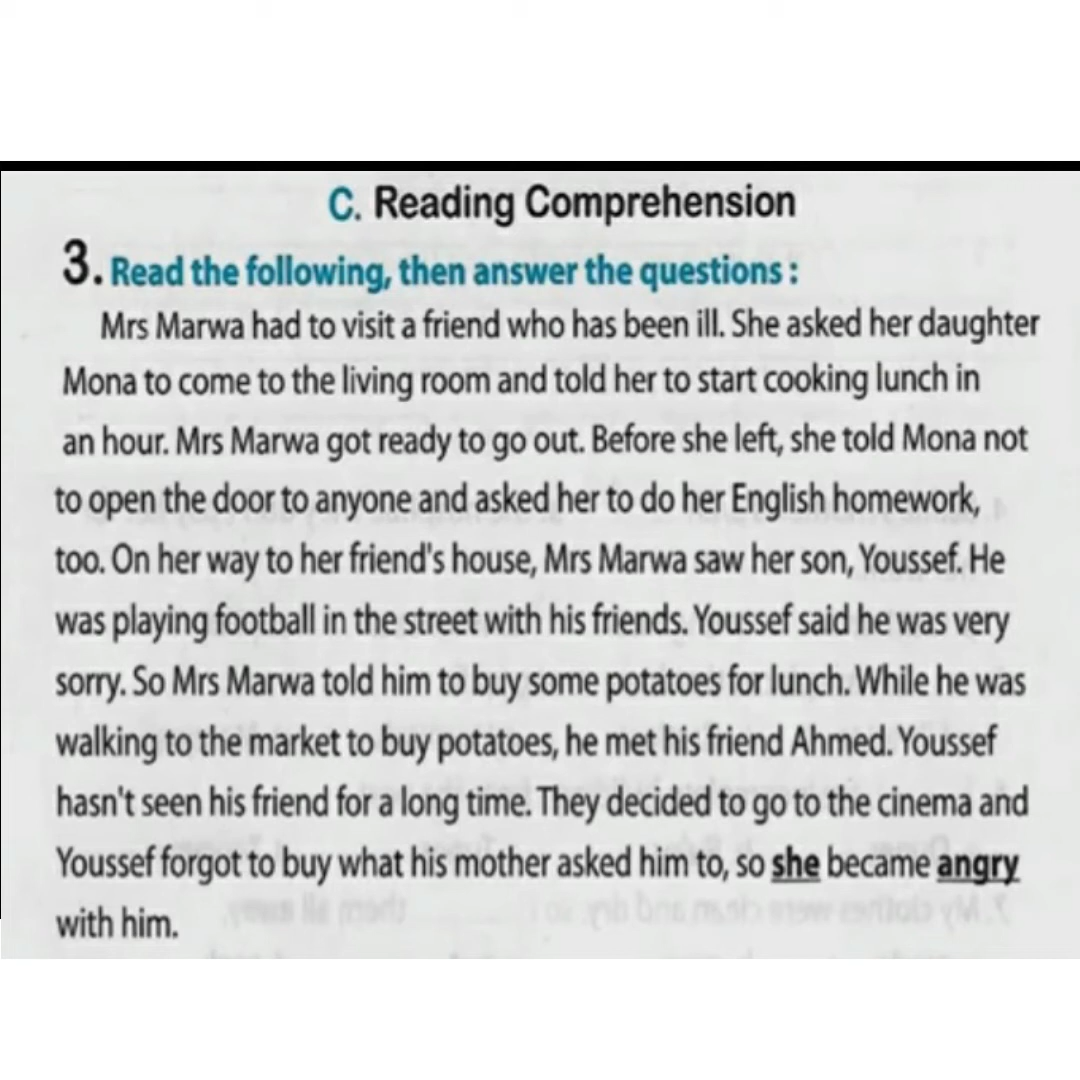 C. Reading Comprehension
3. Read the following, then answer the questions :
Mrs Marwa had to visit a friend who has been ill. She asked her daughter
Mona to come to the living room and told her to start cooking lunch in
an hour. Mrs Marwa got ready to go out. Before she left, she told Mona not
to open the door to anyone and asked her to do her English homework,
too. On her way to her friend's house, Mrs Marwa saw her son, Youssef. He
was playing football in the street with his friends. Youssef said he was very
sorry. So Mrs Marwa told him to buy some potatoes for lunch. While he was
walking to the market to buy potatoes, he met his friend Ahmed. Youssef
hasn't seen his friend for a long time. They decided to go to the cinema and
Youssef forgot to buy what his mother asked him to, so she became angry
with him.